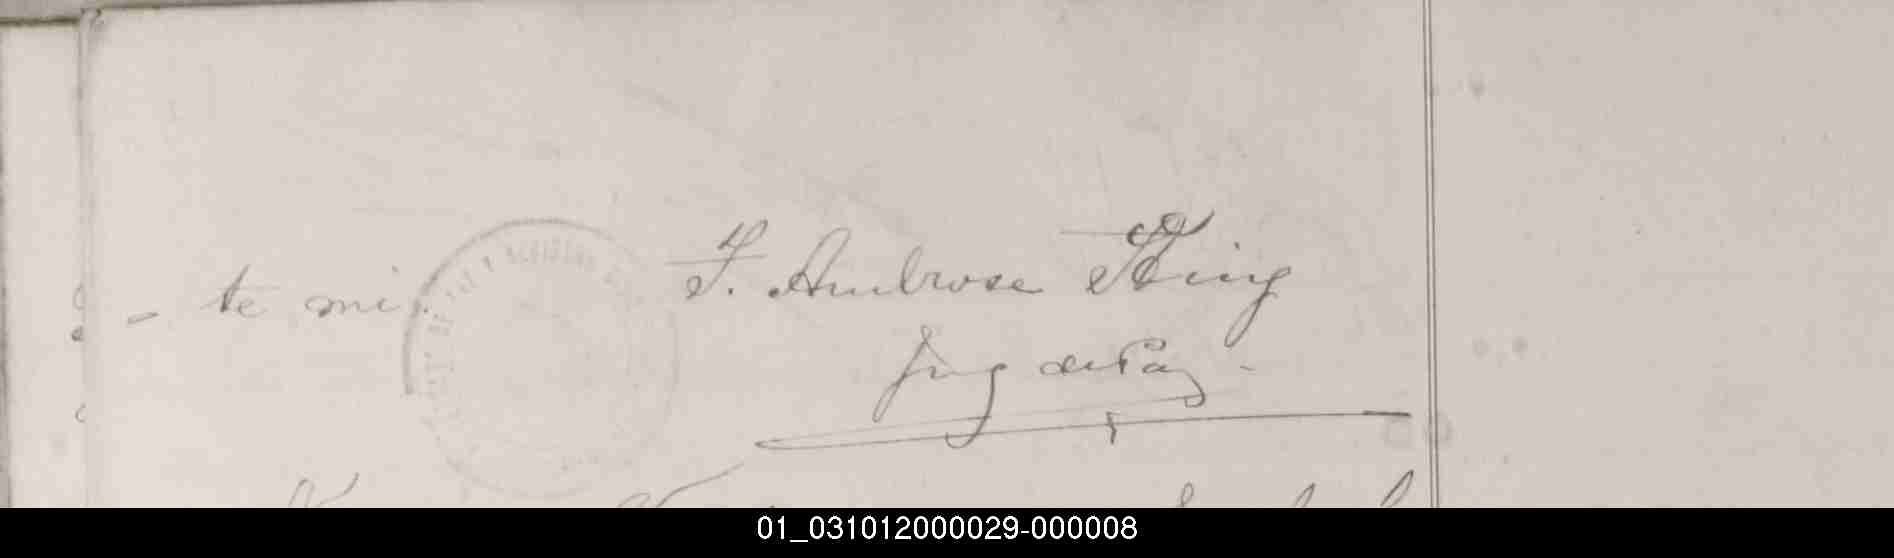 - te mi. F. Ambrose King
Juez de Paz -
01_031012000029-000008